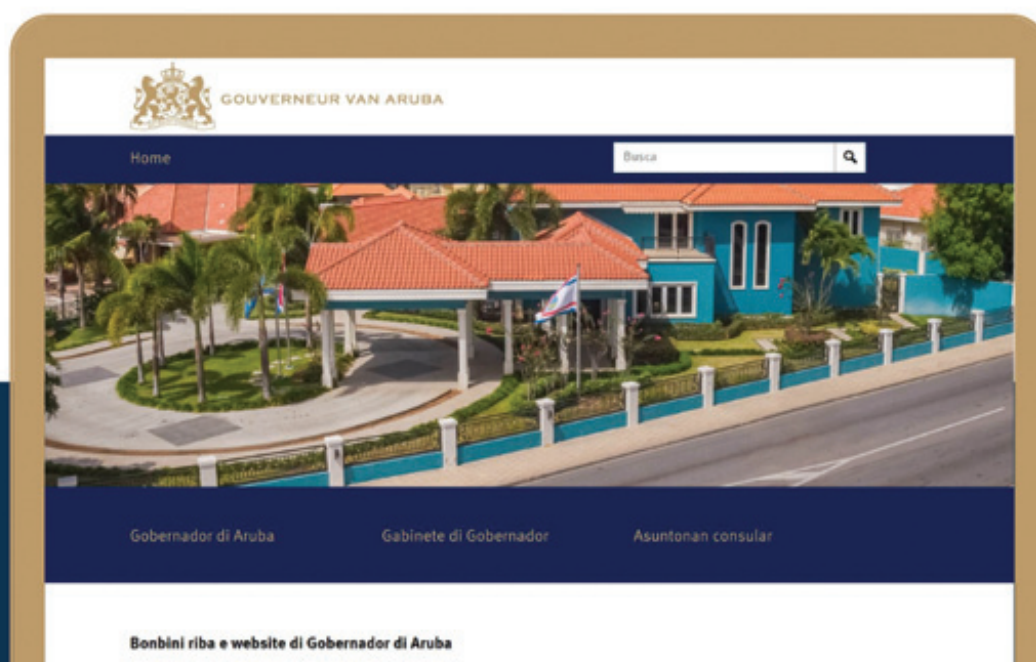 GOUVERNEUR VAN ARUBA
Home
Busca
Gobernador di Aruba
Gabinete di Gobernador
Asuntonan consular
Bonbini riba e website di Gobernador di Aruba